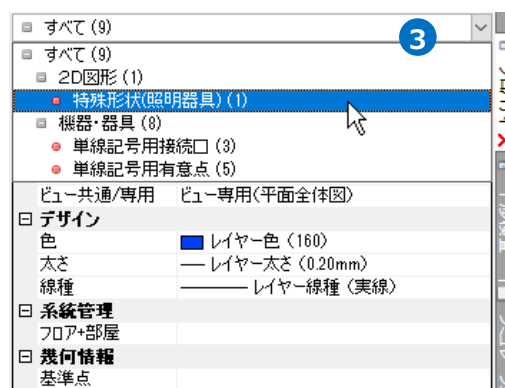 すべて (9)
3
すべて (9)
2D図形 (1)
特殊形状(照明器具) (1)
機器・器具 (8)
単線記号用接続口 (3)
単線記号用有意点 (5)
ビュー共通/専用 ビュー専用(平面全体図)
デザイン
色 レイヤー色 (160)
太さ レイヤー太さ (0.20mm)
線種 レイヤー線種 (実線)
系統管理
フロア+部屋
幾何情報
基準点